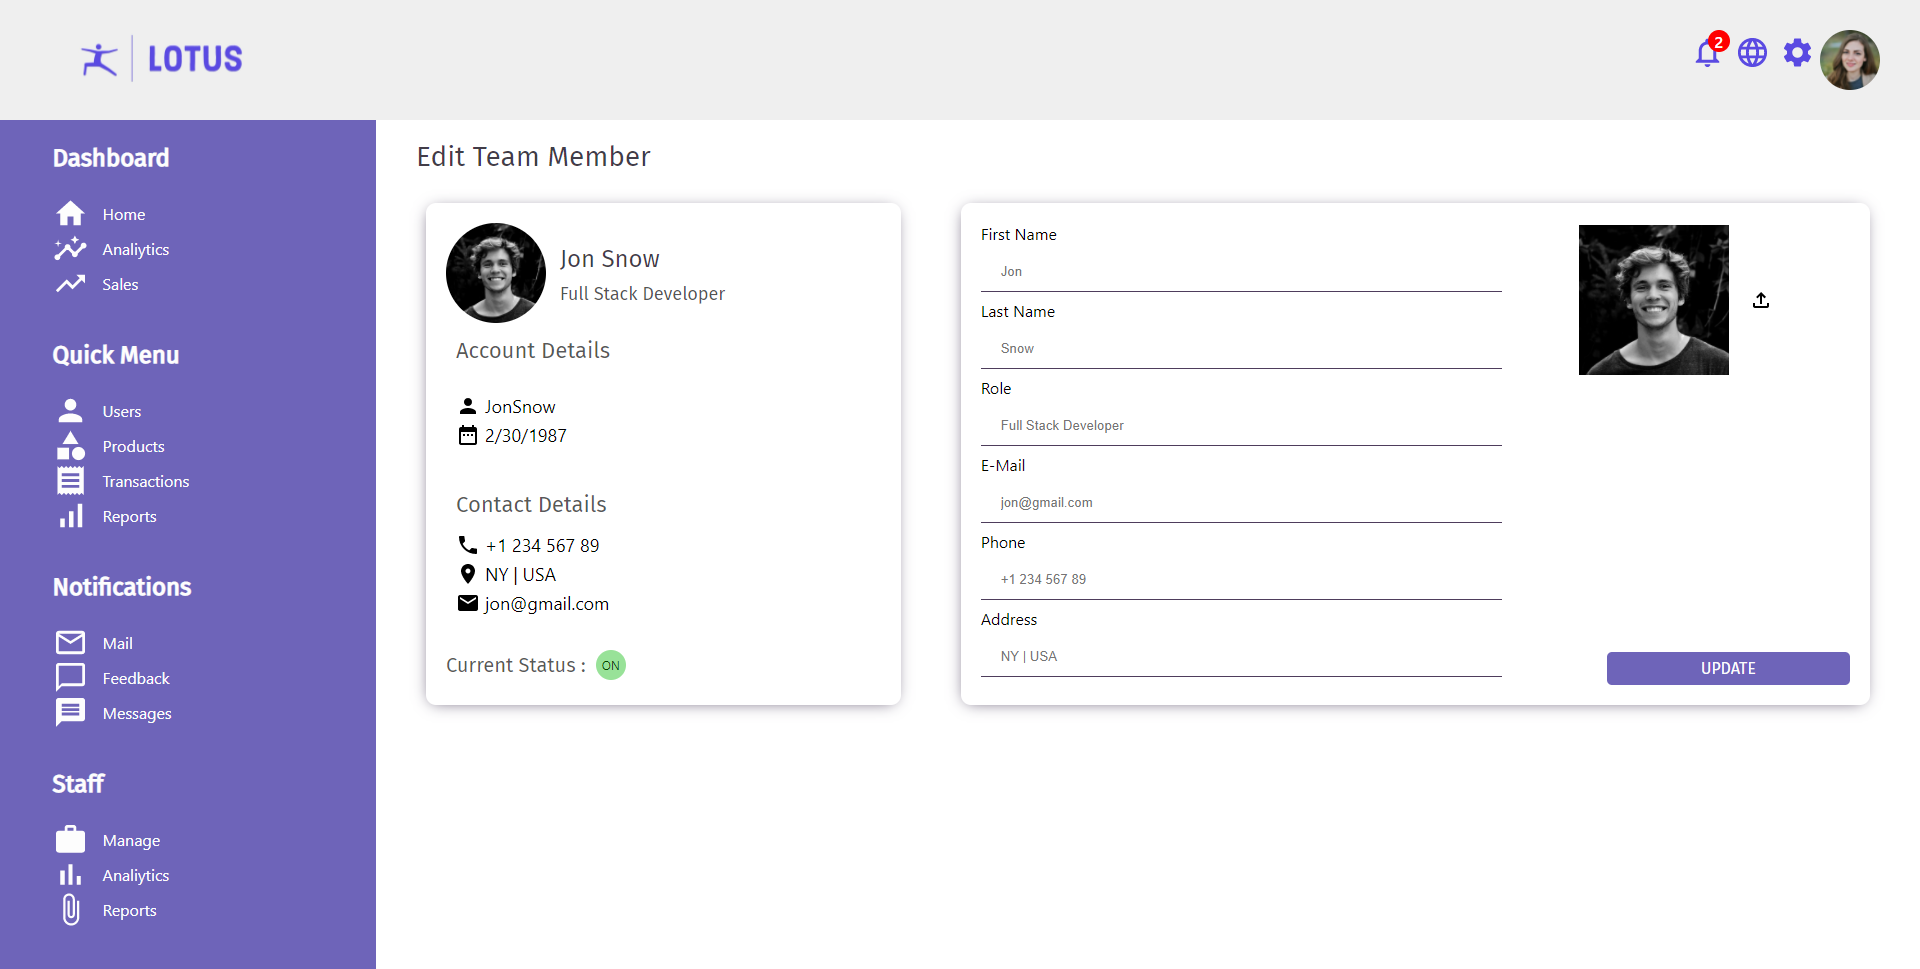 LOTUS
2
Dashboard
Home
Analiytics
Sales
Quick Menu
Users
Products
Transactions
Reports
Notifications
Mail
Feedback
Messages
Staff
Manage
Analiytics
Reports
Edit Team Member
Jon Snow
Full Stack Developer
Account Details
JonSnow
2/30/1987
Contact Details
+1 234 567 89
NY | USA
jon@gmail.com
Current Status : ON
First Name
Jon
Last Name
Snow
Role
Full Stack Developer
E-Mail
jon@gmail.com
Phone
+1 234 567 89
Address
NY | USA
UPDATE